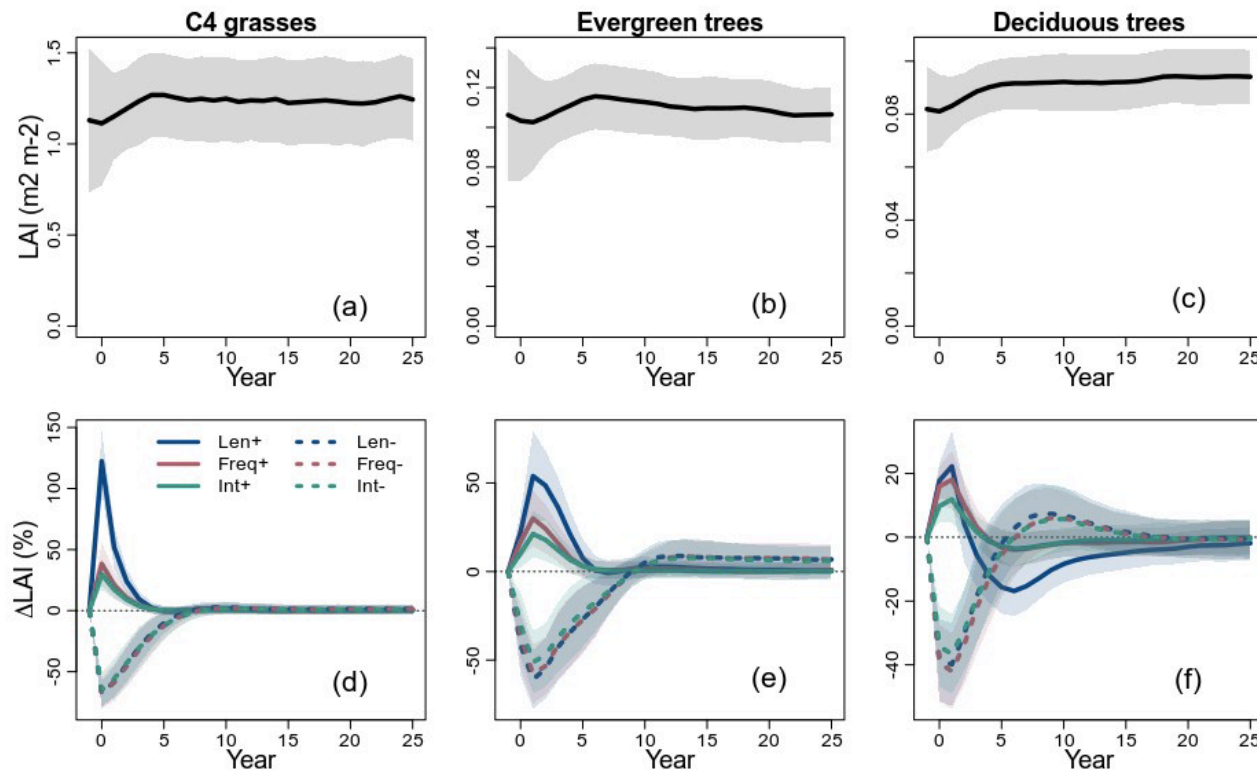 C4 grasses
Evergreen trees
Deciduous trees
LAI (m2 m-2)
0.0 0.5 1.0 1.5
(a)
0 5 10 15 20 25
Year
0.00 0.04 0.08 0.12
(b)
0 5 10 15 20 25
Year
0.00 0.04 0.08
(c)
0 5 10 15 20 25
Year
ΔLAI (%)
-50 0 50 100 150
Len+ Len-
Freq+ Freq-
Int+ Int-
(d)
0 5 10 15 20 25
Year
-50 0 50
(e)
0 5 10 15 20 25
Year
-40 -20 0 20
(f)
0 5 10 15 20 25
Year